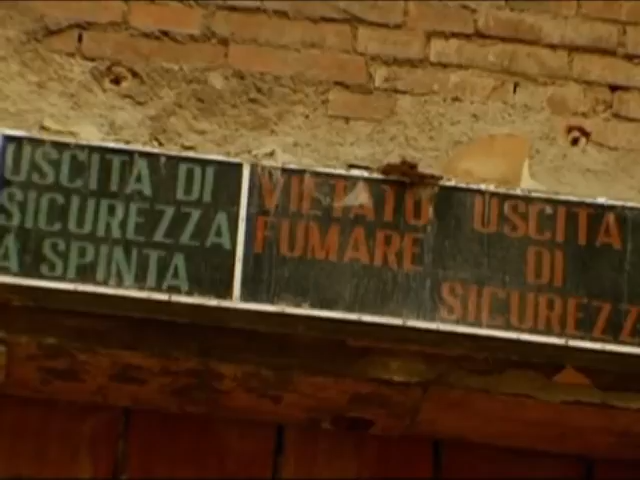 USCITA DI
SICUREZZA
A SPINTA
VIETATO
FUMARE
USCITA
DI
SICUREZZ